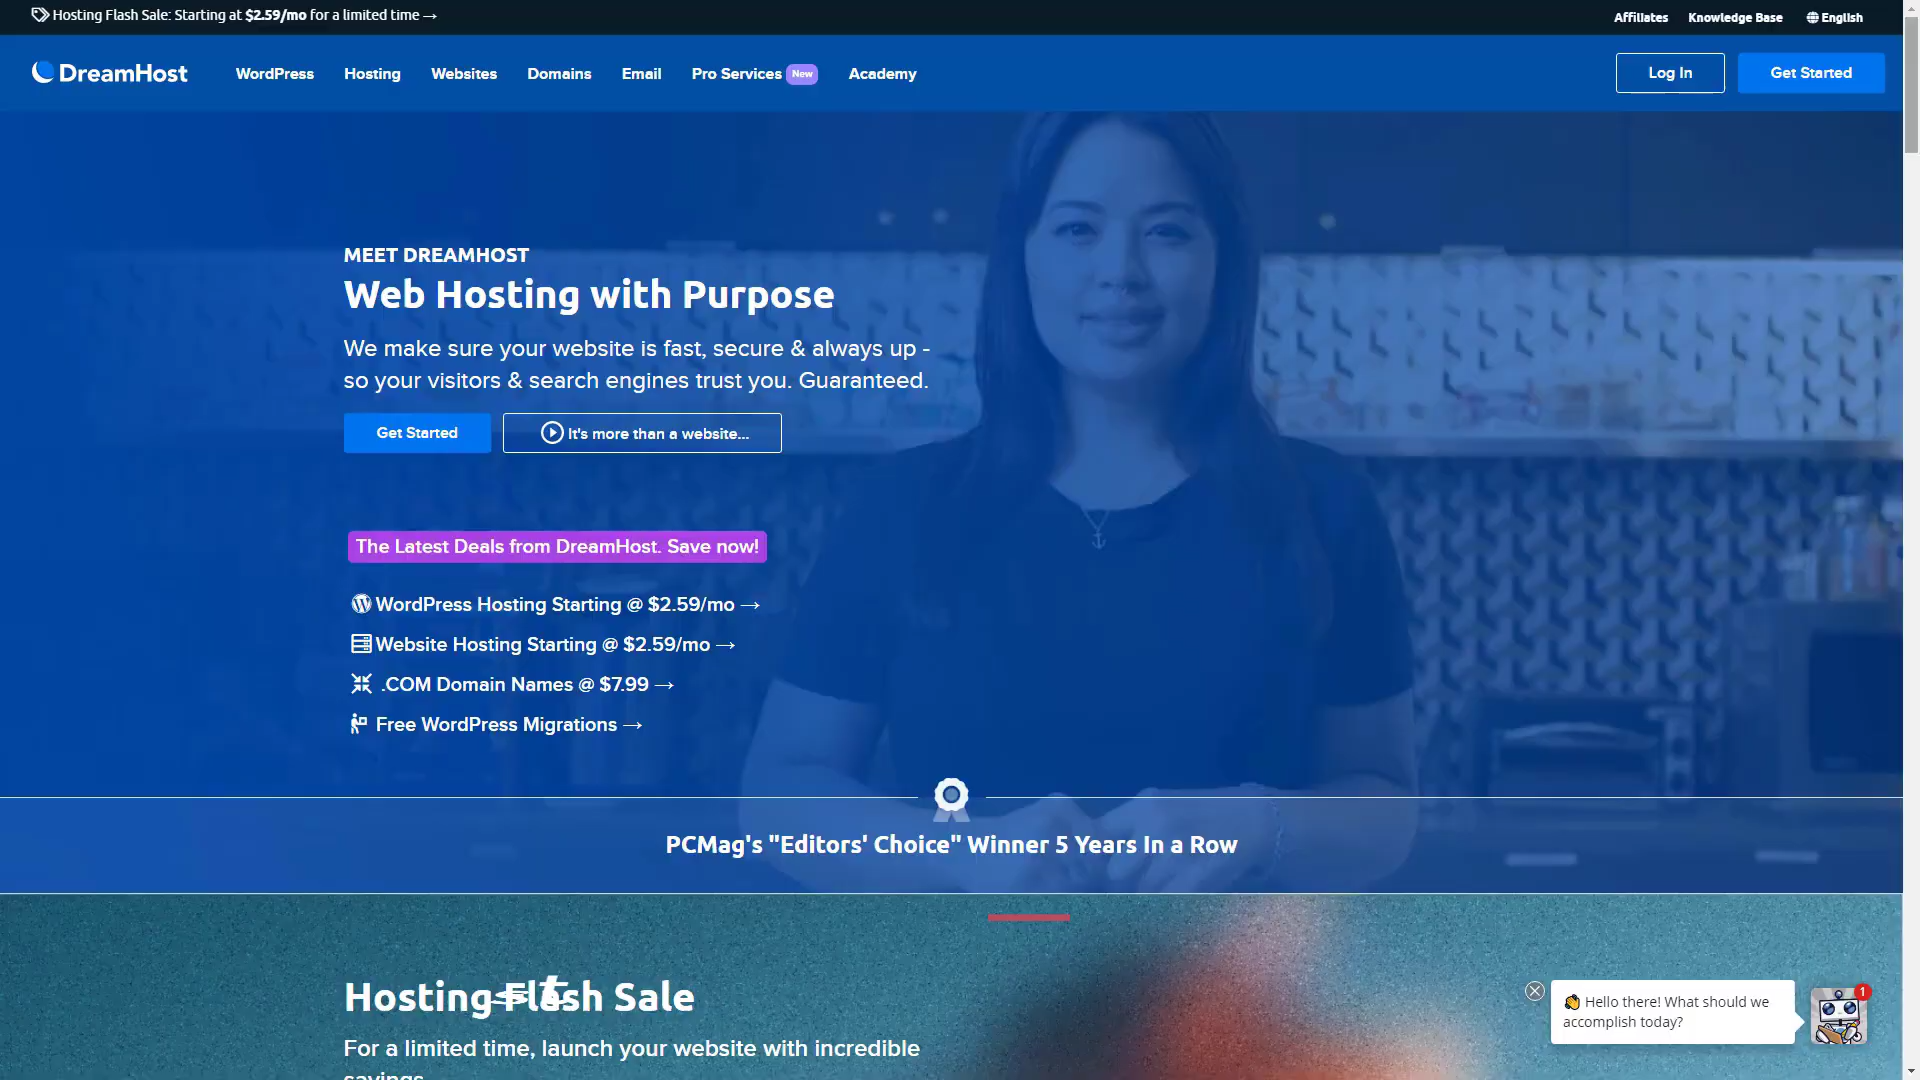 Hosting Flash Sale: Starting at $2.59/mo for a limited time →
Affiliates
Knowledge Base
English
DreamHost
WordPress
Hosting
Websites
Domains
Email
Pro Services New
Academy
Log In
Get Started
MEET DREAMHOST
Web Hosting with Purpose
We make sure your website is fast, secure & always up -
so your visitors & search engines trust you. Guaranteed.
Get Started
It's more than a website...
The Latest Deals from DreamHost. Save now!
WordPress Hosting Starting @ $2.59/mo →
Website Hosting Starting @ $2.59/mo →
.COM Domain Names @ $7.99 →
Free WordPress Migrations →
PCMag's "Editors' Choice" Winner 5 Years In a Row
Hosting Flash Sale
For a limited time, launch your website with incredible
savings
👋 Hello there! What should we
accomplish today?
1